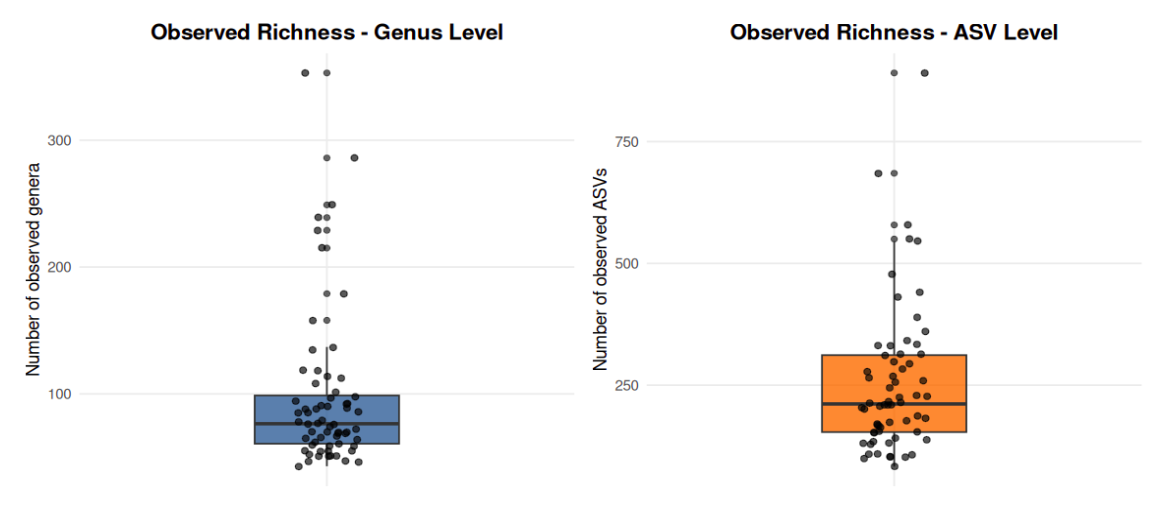 Observed Richness - Genus Level
Number of observed genera
300
200
100
Observed Richness - ASV Level
Number of observed ASVs
750
500
250